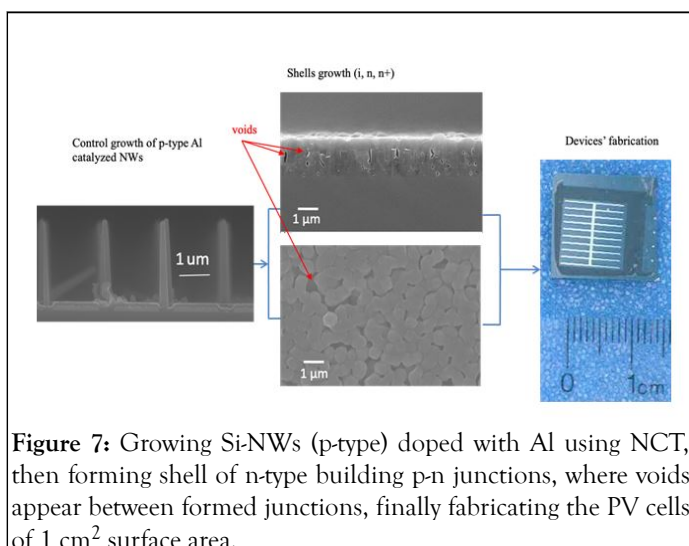 Shells growth (i, n, n+)
voids
Control growth of p-type Al
catalyzed NWs
Devices' fabrication
1 µm
1 um
1 µm
0 1cm
Figure 7: Growing Si-NWs (p-type) doped with Al using NCT,
then forming shell of n-type building p-n junctions, where voids
appear between formed junctions, finally fabricating the PV cells
of 1 cm² surface area.